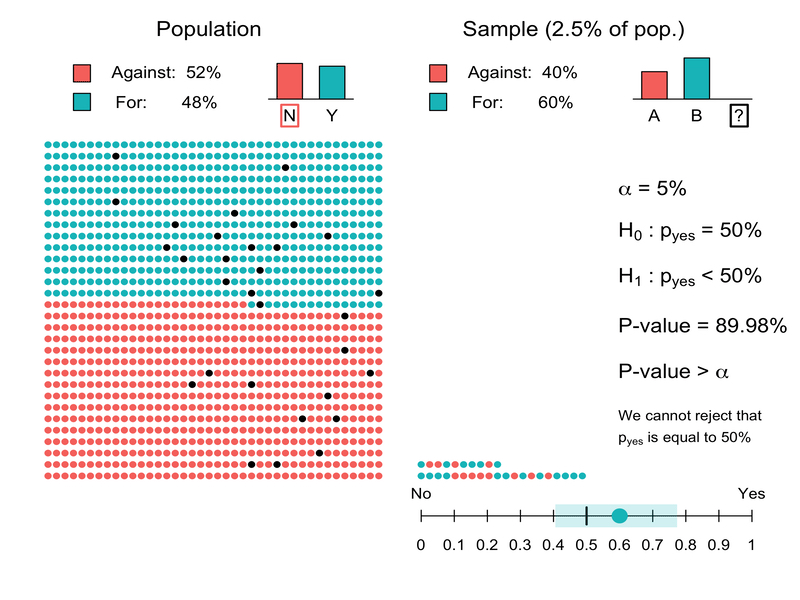 Population
Against: 52%
For: 48%
N Y
Sample (2.5% of pop.)
Against: 40%
For: 60%
A B ?
α = 5%
H₀ : pyes = 50%
H₁ : pyes < 50%
P-value = 89.98%
P-value > α
We cannot reject that
pyes is equal to 50%
No Yes
0 0.1 0.2 0.3 0.4 0.5 0.6 0.7 0.8 0.9 1